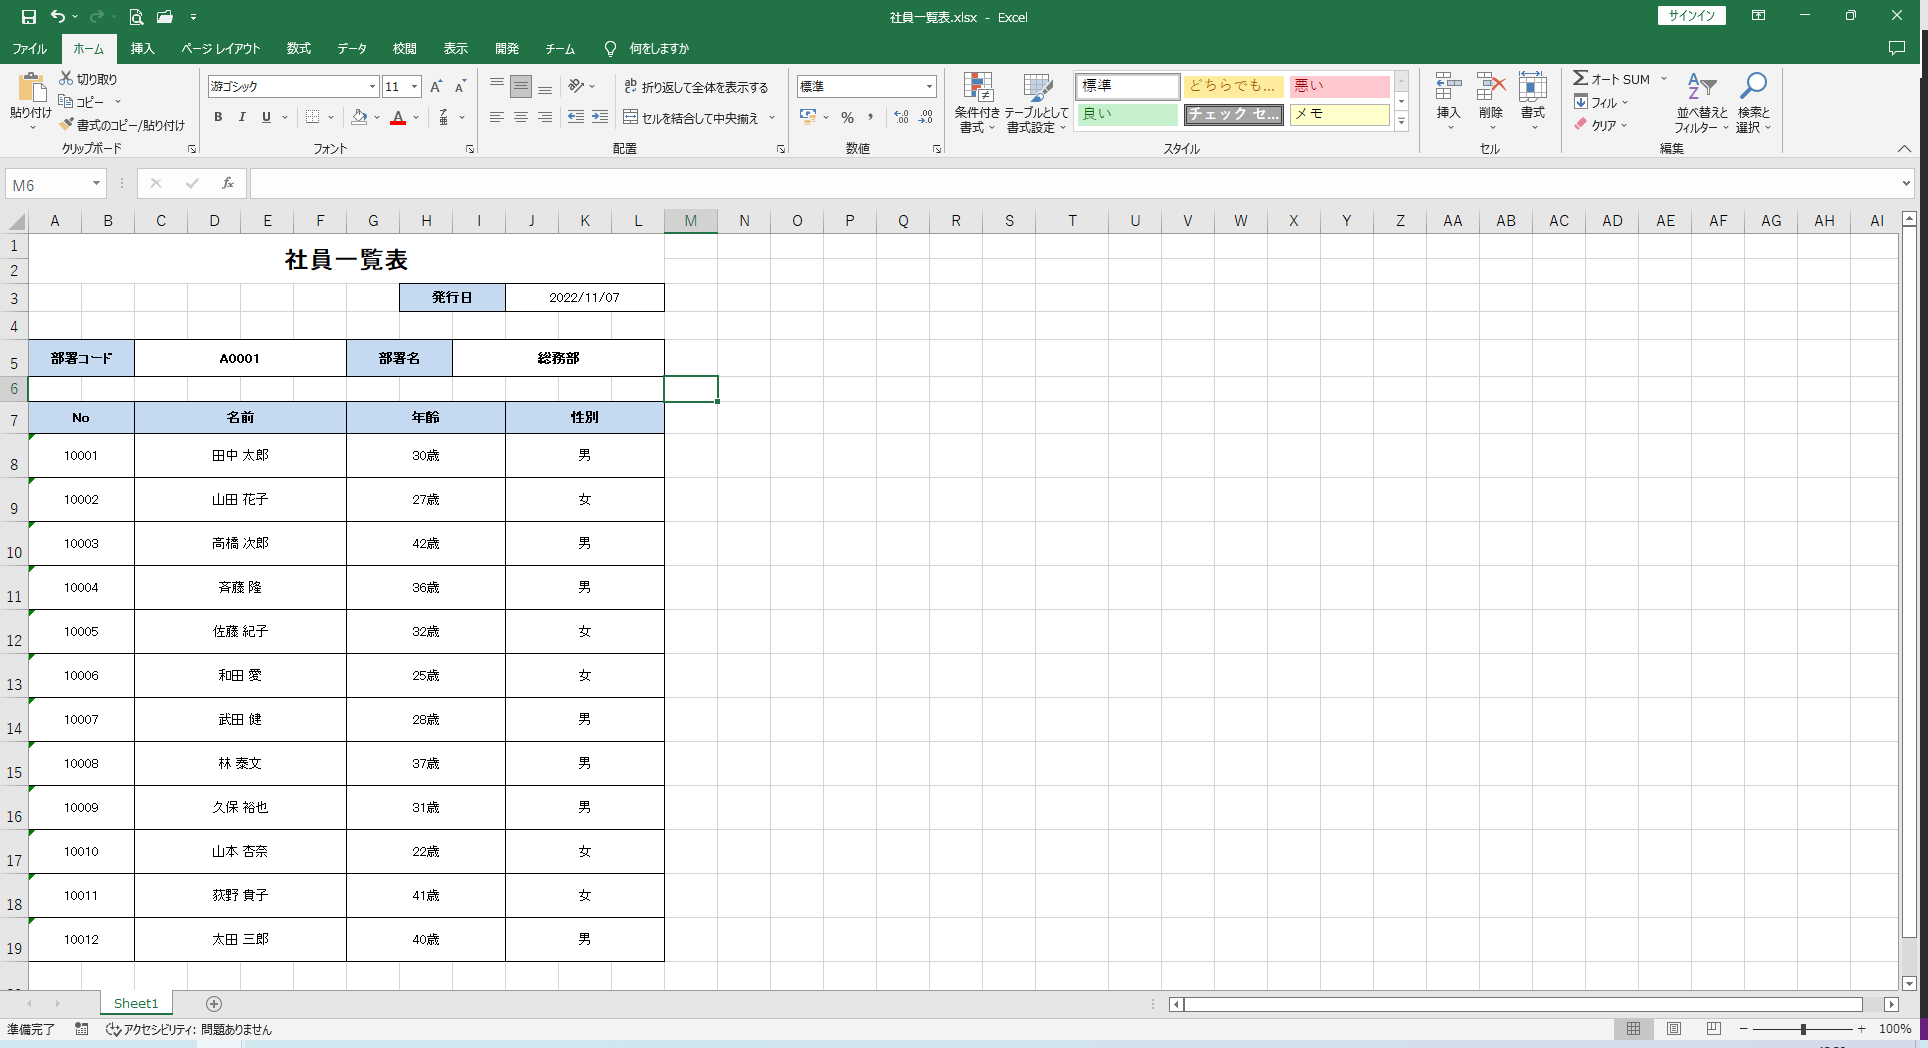 社員一覧表.xlsx - Excel
サインイン
ファイル ホーム 挿入 ページ レイアウト 数式 データ 校閲 表示 開発 チーム 何をしますか
貼り付け
切り取り
コピー
書式のコピー/貼り付け
クリップボード
游ゴシック 11
B I U
フォント
折り返して全体を表示する
セルを結合して中央揃え
配置
標準
%
数値
条件付き書式
テーブルとして書式設定
標準 どちらでも... 悪い
良い チェック セ... メモ
スタイル
挿入 削除 書式
セル
オート SUM
フィル
クリア
並べ替えとフィルター
検索と選択
編集
M6
fx
A B C D E F G H I J K L M N O P Q R S T U V W X Y Z AA AB AC AD AE AF AG AH AI
1
社員一覧表
2
3 発行日 2022/11/07
4
5 部署コード A0001 部署名 総務部
6
7 No 名前 年齢 性別
8 10001 田中 太郎 30歳 男
9 10002 山田 花子 27歳 女
10 10003 高橋 次郎 42歳 男
11 10004 斉藤 隆 36歳 男
12 10005 佐藤 紀子 32歳 女
13 10006 和田 愛 25歳 女
14 10007 武田 健 28歳 男
15 10008 林 泰文 37歳 男
16 10009 久保 裕也 31歳 男
17 10010 山本 杏奈 22歳 女
18 10011 荻野 貴子 41歳 女
19 10012 太田 三郎 40歳 男
Sheet1
準備完了 アクセシビリティ: 問題ありません
100%